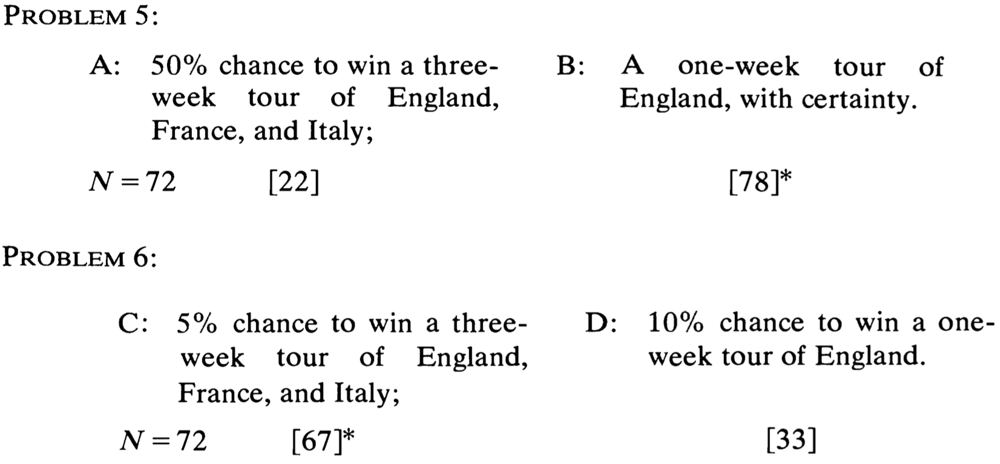 PROBLEM 5:
A: 50% chance to win a three-
week tour of England,
France, and Italy;
B: A one-week tour of
England, with certainty.
N = 72 [22] [78]*
PROBLEM 6:
C: 5% chance to win a three-
week tour of England,
France, and Italy;
D: 10% chance to win a one-
week tour of England.
N = 72 [67]* [33]